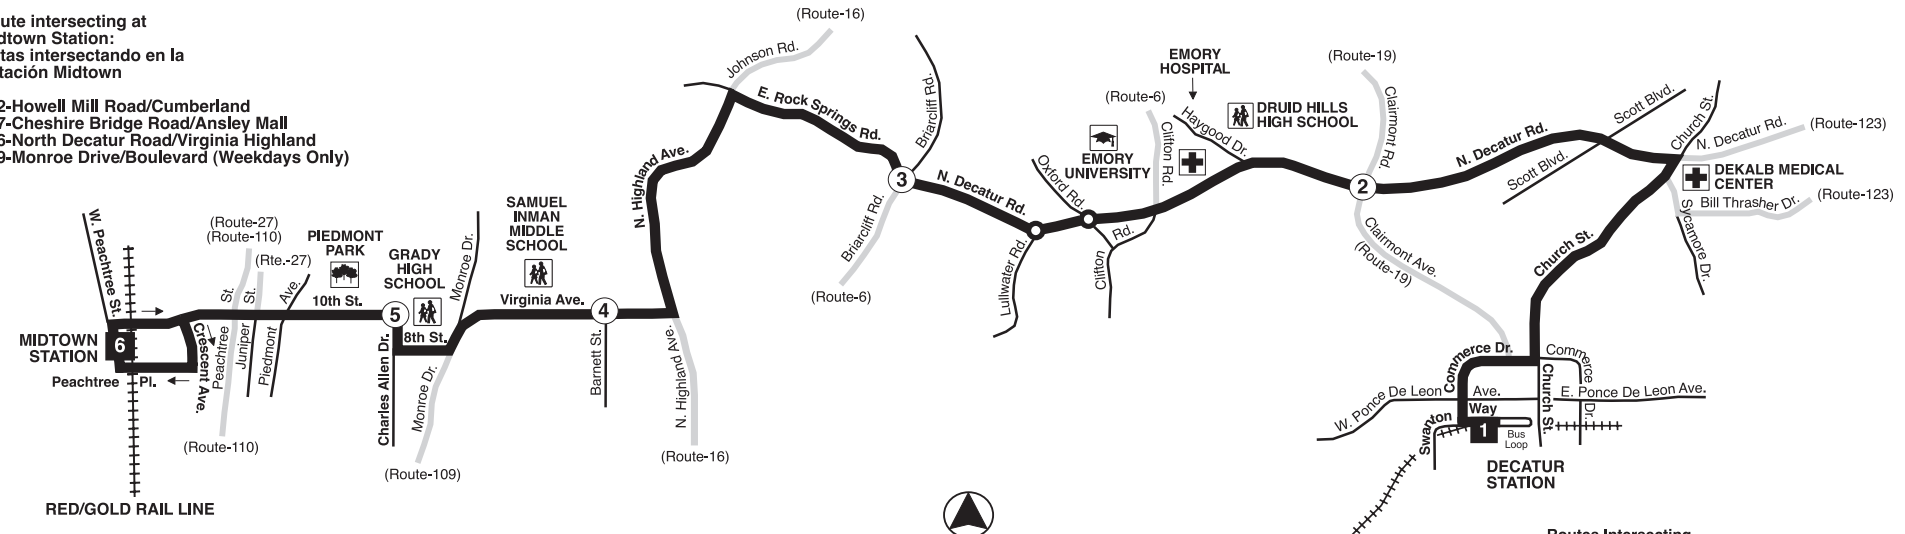 ute intersecting at
dtown Station:
tas intersectando en la
tación Midtown
2-Howell Mill Road/Cumberland
7-Cheshire Bridge Road/Ansley Mall
6-North Decatur Road/Virginia Highland
9-Monroe Drive/Boulevard (Weekdays Only)
W. Peachtree St.
MIDTOWN
STATION
6
Peachtree Pl.
RED/GOLD RAIL LINE
Crescent Ave.
(Route-27)
(Route-110)
Peachtree St.
(Route-110)
(Rte.-27)
Juniper St.
Piedmont Ave.
PIEDMONT
PARK
10th St.
GRADY
HIGH
SCHOOL
5
8th St.
Charles Allen Dr.
Monroe Dr.
Monroe Dr.
(Route-109)
SAMUEL
INMAN
MIDDLE
SCHOOL
Virginia Ave.
4
Barnett St.
N. Highland Ave.
N. Highland Ave.
(Route-16)
(Route-16)
Johnson Rd.
E. Rock Springs Rd.
Briarcliff Rd.
3
Briarcliff Rd.
(Route-6)
N. Decatur Rd.
Lullwater Rd.
Oxford Rd.
Clifton Rd.
EMORY
UNIVERSITY
(Route-6)
Clifton Rd.
EMORY
HOSPITAL
Haygood Dr.
DRUID HILLS
HIGH SCHOOL
(Route-19)
Clairmont Rd.
2
Clairmont Ave.
(Route-19)
N. Decatur Rd.
Scott Blvd.
Scott Blvd.
Church St.
N. Decatur Rd.
(Route-123)
DEKALB MEDICAL
CENTER
Bill Thrasher Dr.
(Route-123)
Sycamore Dr.
Church St.
Commerce Dr.
Commerce Dr.
W. Ponce De Leon Ave.
E. Ponce De Leon Ave.
Church St.
Swanton Way
1
Bus
Loop
DECATUR
STATION
Routes Intersecting